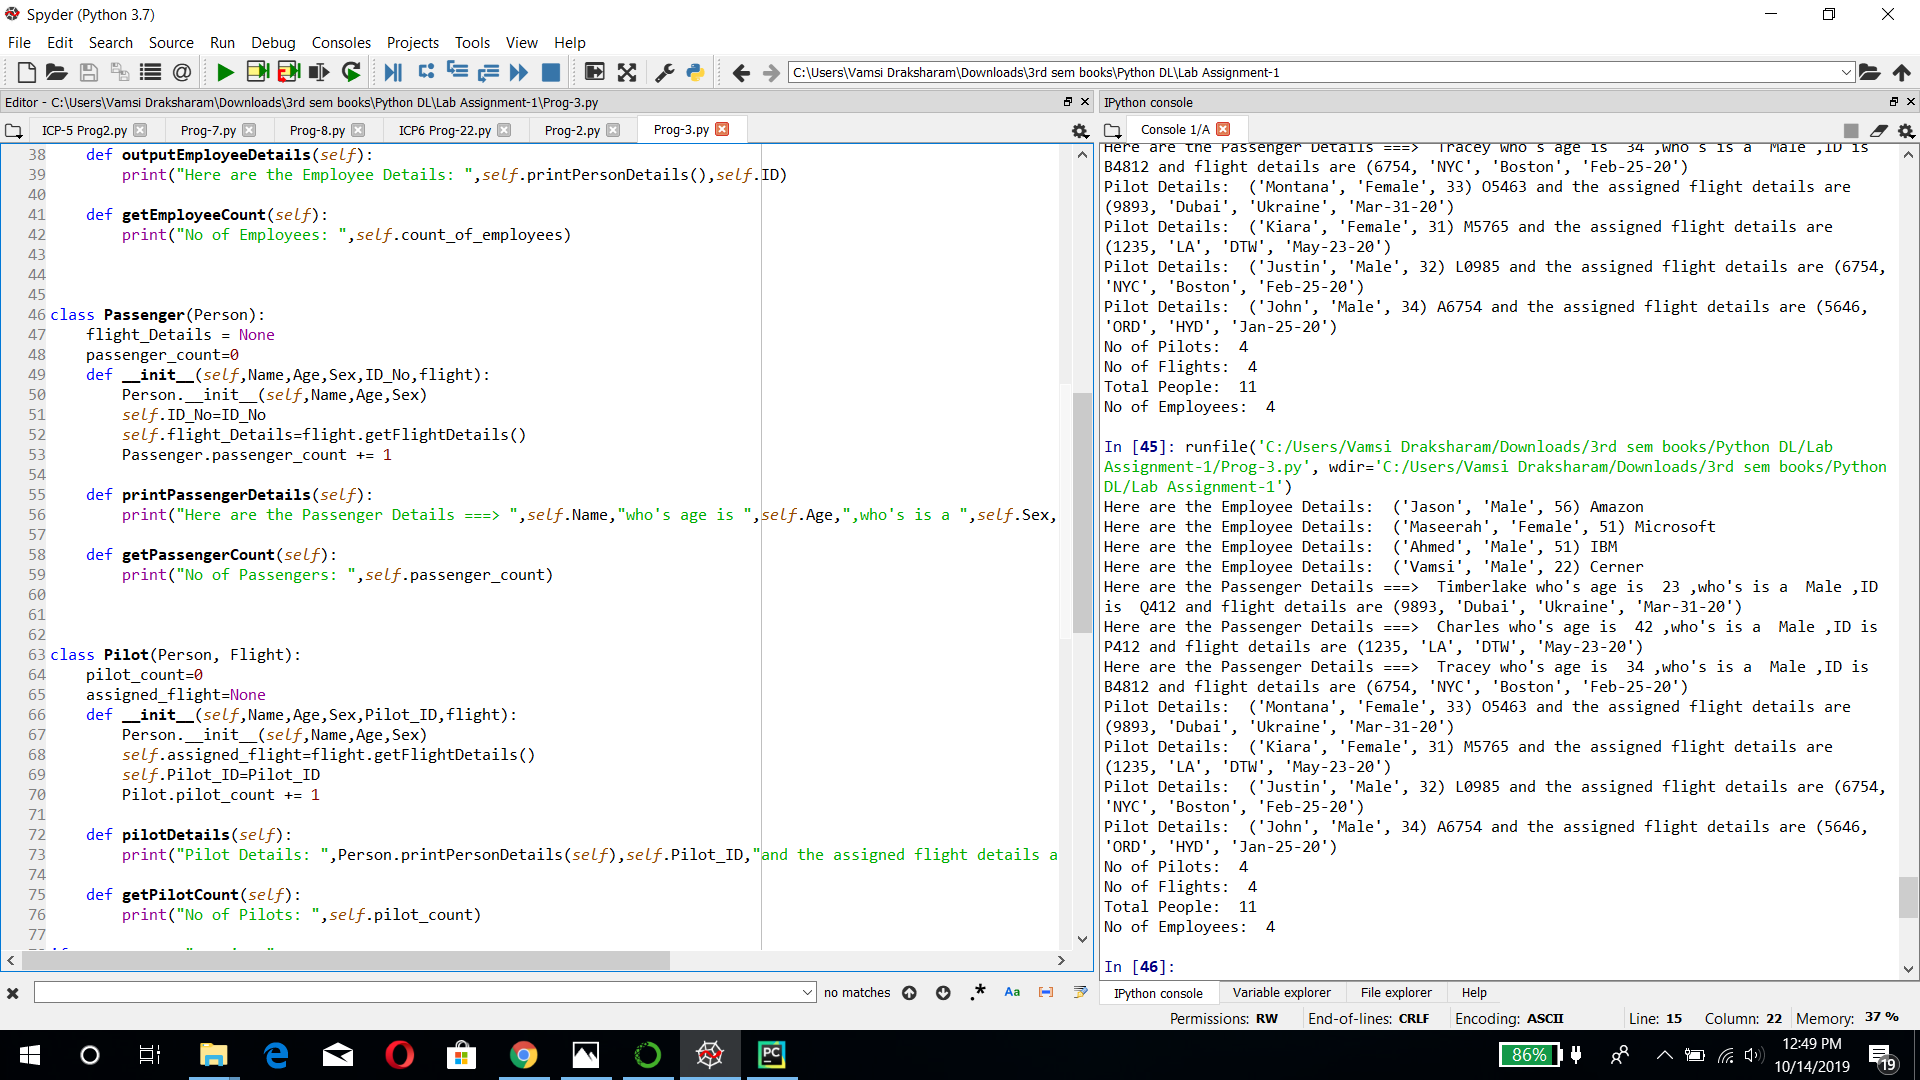 Spyder (Python 3.7)
File Edit Search Source Run Debug Consoles Projects Tools View Help
C:\Users\Vamsi Draksharam\Downloads\3rd sem books\Python DL\Lab Assignment-1
Editor - C:\Users\Vamsi Draksharam\Downloads\3rd sem books\Python DL\Lab Assignment-1\Prog-3.py
ICP-5 Prog2.py Prog-7.py Prog-8.py ICP6 Prog-22.py Prog-2.py Prog-3.py
38     def outputEmployeeDetails(self):
39         print("Here are the Employee Details: ",self.printPersonDetails(),self.ID)
40
41     def getEmployeeCount(self):
42         print("No of Employees: ",self.count_of_employees)
43
44
45
46 class Passenger(Person):
47     flight_Details = None
48     passenger_count=0
49     def __init__(self,Name,Age,Sex,ID_No,flight):
50         Person.__init__(self,Name,Age,Sex)
51         self.ID_No=ID_No
52         self.flight_Details=flight.getFlightDetails()
53         Passenger.passenger_count += 1
54
55     def printPassengerDetails(self):
56         print("Here are the Passenger Details ===> ",self.Name,"who's age is ",self.Age,",who's is a ",self.Sex,
57
58     def getPassengerCount(self):
59         print("No of Passengers: ",self.passenger_count)
60
61
62
63 class Pilot(Person, Flight):
64     pilot_count=0
65     assigned_flight=None
66     def __init__(self,Name,Age,Sex,Pilot_ID,flight):
67         Person.__init__(self,Name,Age,Sex)
68         self.assigned_flight=flight.getFlightDetails()
69         self.Pilot_ID=Pilot_ID
70         Pilot.pilot_count += 1
71
72     def pilotDetails(self):
73         print("Pilot Details: ",Person.printPersonDetails(self),self.Pilot_ID,"and the assigned flight details a
74
75     def getPilotCount(self):
76         print("No of Pilots: ",self.pilot_count)
77
no matches
Aa
IPython console
Console 1/A
Here are the Passenger Details ===>  Tracey who's age is  34 ,who's is a  Male ,ID is
B4812 and flight details are (6754, 'NYC', 'Boston', 'Feb-25-20')
Pilot Details:  ('Montana', 'Female', 33) O5463 and the assigned flight details are
(9893, 'Dubai', 'Ukraine', 'Mar-31-20')
Pilot Details:  ('Kiara', 'Female', 31) M5765 and the assigned flight details are
(1235, 'LA', 'DTW', 'May-23-20')
Pilot Details:  ('Justin', 'Male', 32) L0985 and the assigned flight details are (6754,
'NYC', 'Boston', 'Feb-25-20')
Pilot Details:  ('John', 'Male', 34) A6754 and the assigned flight details are (5646,
'ORD', 'HYD', 'Jan-25-20')
No of Pilots:  4
No of Flights:  4
Total People:  11
No of Employees:  4
In [45]: runfile('C:/Users/Vamsi Draksharam/Downloads/3rd sem books/Python DL/Lab
Assignment-1/Prog-3.py', wdir='C:/Users/Vamsi Draksharam/Downloads/3rd sem books/Python
DL/Lab Assignment-1')
Here are the Employee Details:  ('Jason', 'Male', 56) Amazon
Here are the Employee Details:  ('Maseerah', 'Female', 51) Microsoft
Here are the Employee Details:  ('Ahmed', 'Male', 51) IBM
Here are the Employee Details:  ('Vamsi', 'Male', 22) Cerner
Here are the Passenger Details ===>  Timberlake who's age is  23 ,who's is a  Male ,ID
is  Q412 and flight details are (9893, 'Dubai', 'Ukraine', 'Mar-31-20')
Here are the Passenger Details ===>  Charles who's age is  42 ,who's is a  Male ,ID is
P412 and flight details are (1235, 'LA', 'DTW', 'May-23-20')
Here are the Passenger Details ===>  Tracey who's age is  34 ,who's is a  Male ,ID is
B4812 and flight details are (6754, 'NYC', 'Boston', 'Feb-25-20')
Pilot Details:  ('Montana', 'Female', 33) O5463 and the assigned flight details are
(9893, 'Dubai', 'Ukraine', 'Mar-31-20')
Pilot Details:  ('Kiara', 'Female', 31) M5765 and the assigned flight details are
(1235, 'LA', 'DTW', 'May-23-20')
Pilot Details:  ('Justin', 'Male', 32) L0985 and the assigned flight details are (6754,
'NYC', 'Boston', 'Feb-25-20')
Pilot Details:  ('John', 'Male', 34) A6754 and the assigned flight details are (5646,
'ORD', 'HYD', 'Jan-25-20')
No of Pilots:  4
No of Flights:  4
Total People:  11
No of Employees:  4
In [46]:
IPython console Variable explorer File explorer Help
Permissions: RW End-of-lines: CRLF Encoding: ASCII Line: 15 Column: 22 Memory: 37 %
PC
86%
12:49 PM
10/14/2019
19